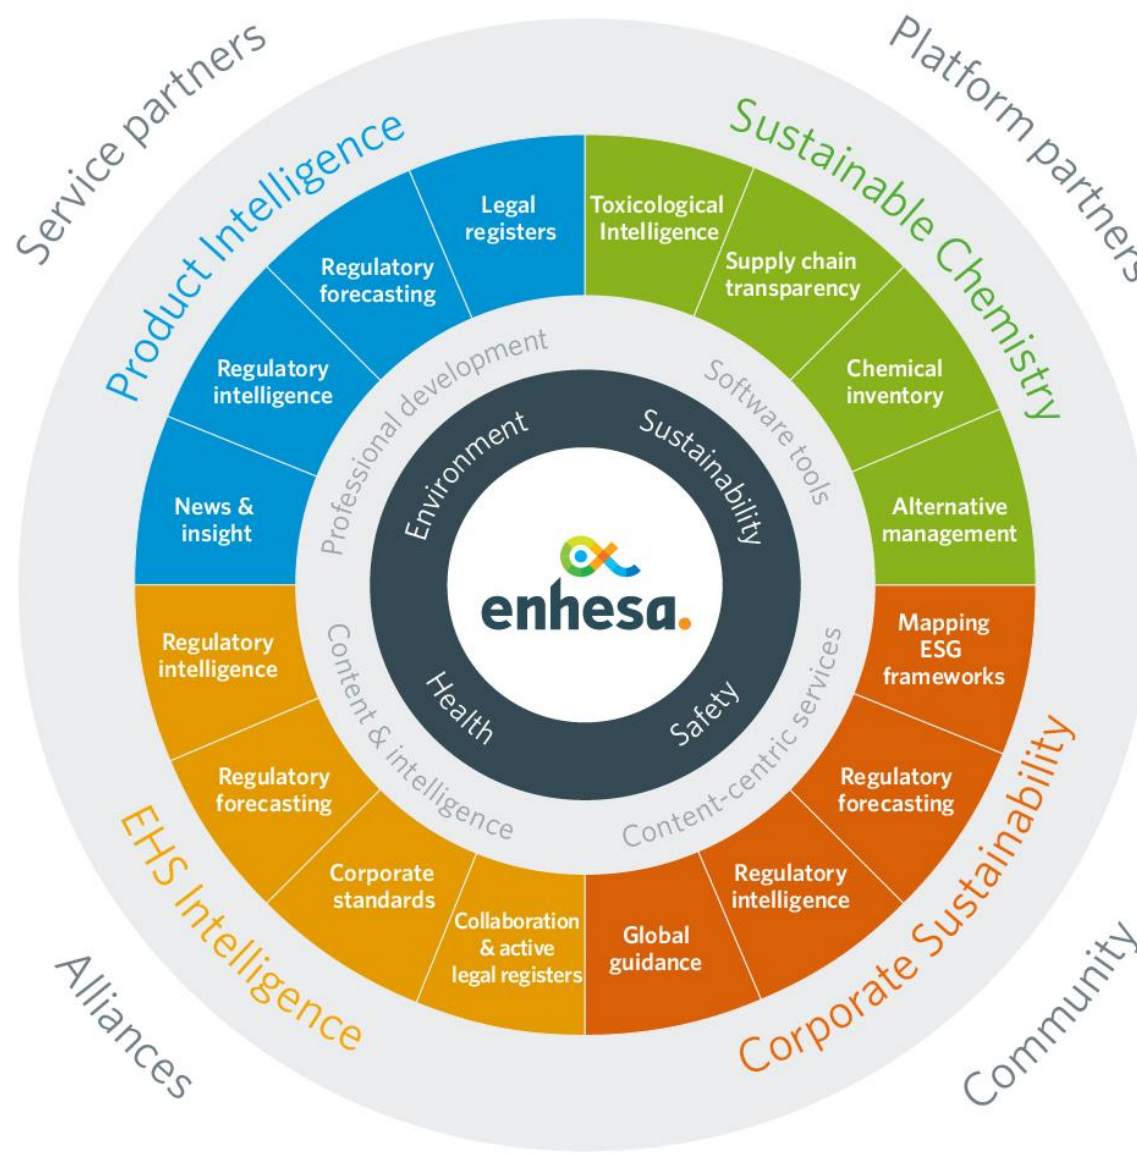 Service partners
Platform partners
Product Intelligence
Sustainable Chemistry
Legal
registers
Toxicological
Intelligence
Regulatory
forecasting
Supply chain
transparency
Regulatory
intelligence
Chemical
inventory
News &
insight
Alternative
management
Professional development
Software tools
Environment
Sustainability
enhesa.
Health
Safety
Content & intelligence
Content-centric services
Regulatory
intelligence
Mapping
ESG
frameworks
Regulatory
forecasting
Regulatory
forecasting
Corporate
standards
Regulatory
intelligence
Collaboration
& active
legal registers
Global
guidance
EHS Intelligence
Corporate Sustainability
Alliances
Community